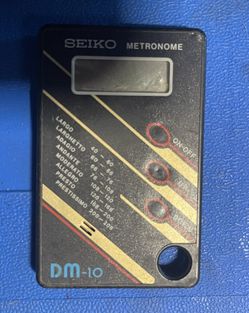 SEIKO METRONOME
LARGO 40 - 60
LARGHETTO 60 - 66
ADAGIO 66 - 76
ANDANTE 76 - 108
MODERATO 108 - 120
ALLEGRO 120 - 168
PRESTO 168 - 200
PRESTISSIMO 200 - 208
ON-OFF
DM-10